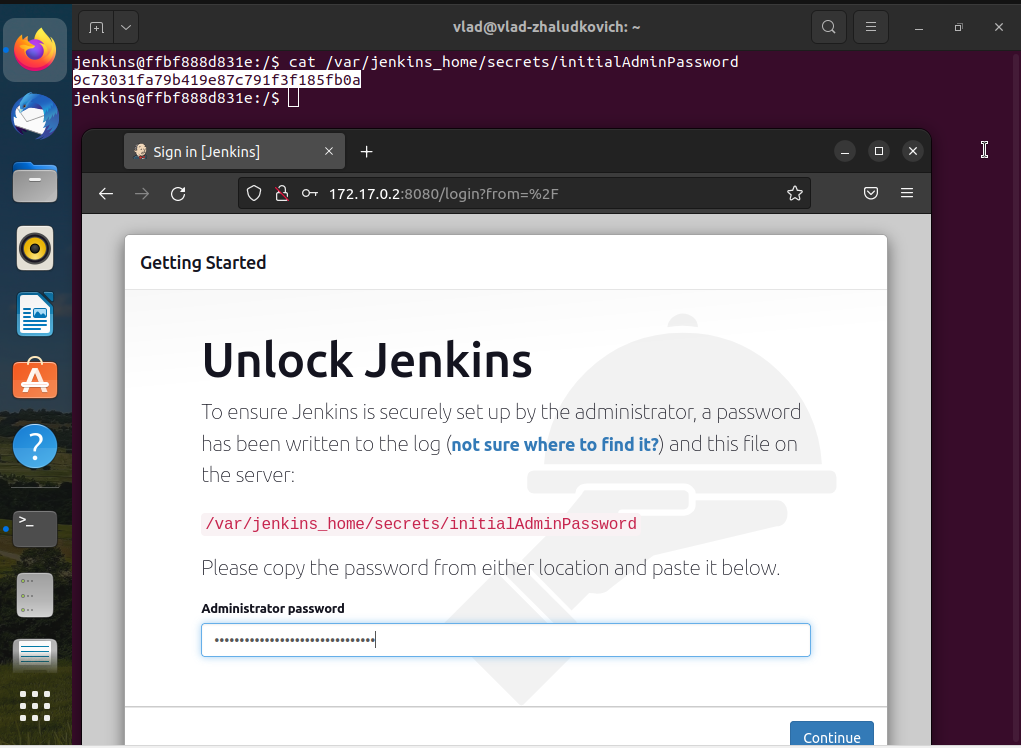 vlad@vlad-zhaludkovich: ~
jenkins@ffbf888d831e:/$ cat /var/jenkins_home/secrets/initialAdminPassword
9c73031fa79b419e87c791f3f185fb0a
jenkins@ffbf888d831e:/$
Sign in [Jenkins]
172.17.0.2:8080/login?from=%2F
Getting Started
Unlock Jenkins
To ensure Jenkins is securely set up by the administrator, a password
has been written to the log (not sure where to find it?) and this file on
the server:
/var/jenkins_home/secrets/initialAdminPassword
Please copy the password from either location and paste it below.
Administrator password
••••••••••••••••••••••••••••••••
Continue